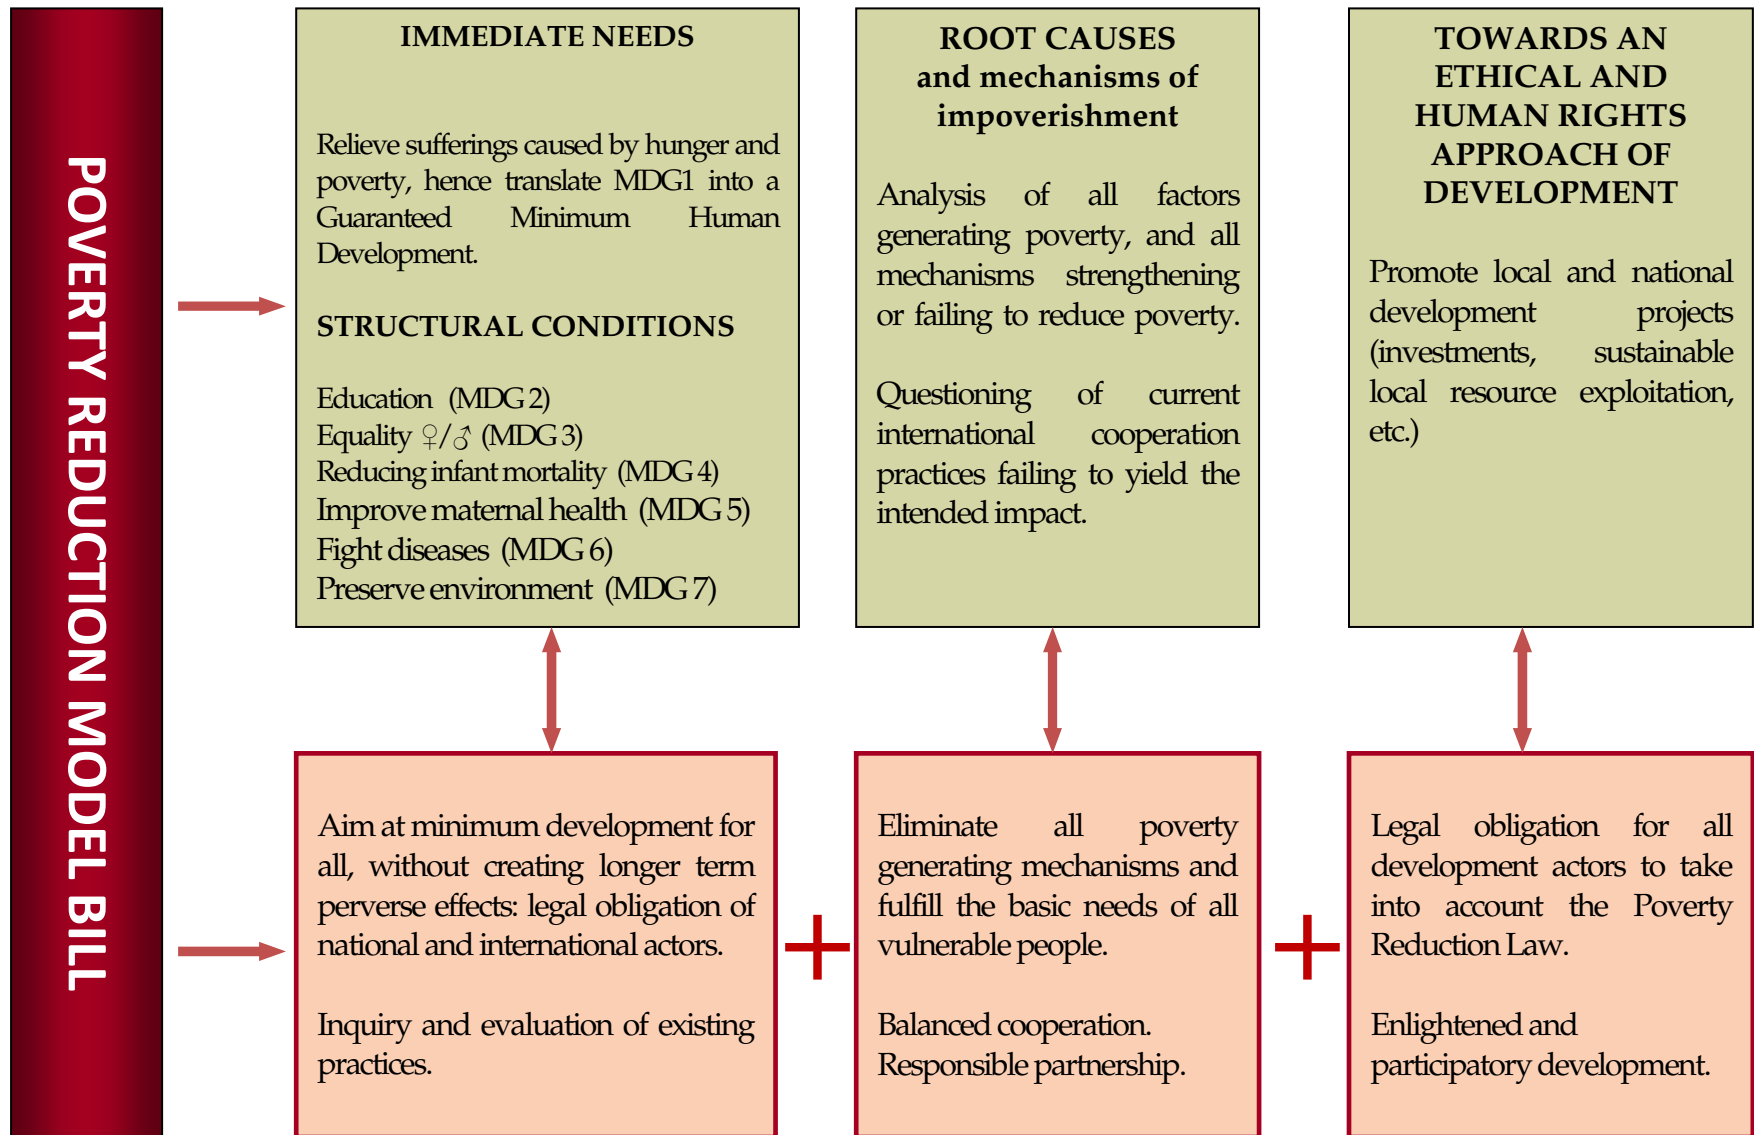 POVERTY REDUCTION MODEL BILL
IMMEDIATE NEEDS
Relieve sufferings caused by hunger and
poverty, hence translate MDG1 into a
Guaranteed Minimum Human
Development.
STRUCTURAL CONDITIONS
Education (MDG 2)
Equality ♀/♂ (MDG 3)
Reducing infant mortality (MDG 4)
Improve maternal health (MDG 5)
Fight diseases (MDG 6)
Preserve environment (MDG 7)
ROOT CAUSES
and mechanisms of
impoverishment
Analysis of all factors
generating poverty, and all
mechanisms strengthening
or failing to reduce poverty.
Questioning of current
international cooperation
practices failing to yield the
intended impact.
TOWARDS AN
ETHICAL AND
HUMAN RIGHTS
APPROACH OF
DEVELOPMENT
Promote local and national
development projects
(investments, sustainable
local resource exploitation,
etc.)
Aim at minimum development for
all, without creating longer term
perverse effects: legal obligation of
national and international actors.
Inquiry and evaluation of existing
practices.
+
Eliminate all poverty
generating mechanisms and
fulfill the basic needs of all
vulnerable people.
Balanced cooperation.
Responsible partnership.
+
Legal obligation for all
development actors to take
into account the Poverty
Reduction Law.
Enlightened and
participatory development.